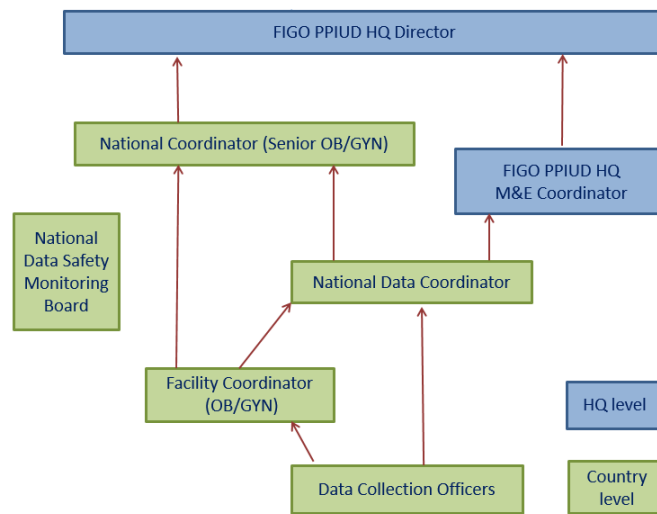 FIGO PPIUD HQ Director
National Coordinator (Senior OB/GYN)
FIGO PPIUD HQ
M&E Coordinator
National
Data Safety
Monitoring
Board
National Data Coordinator
Facility Coordinator
(OB/GYN)
HQ level
Data Collection Officers
Country
level